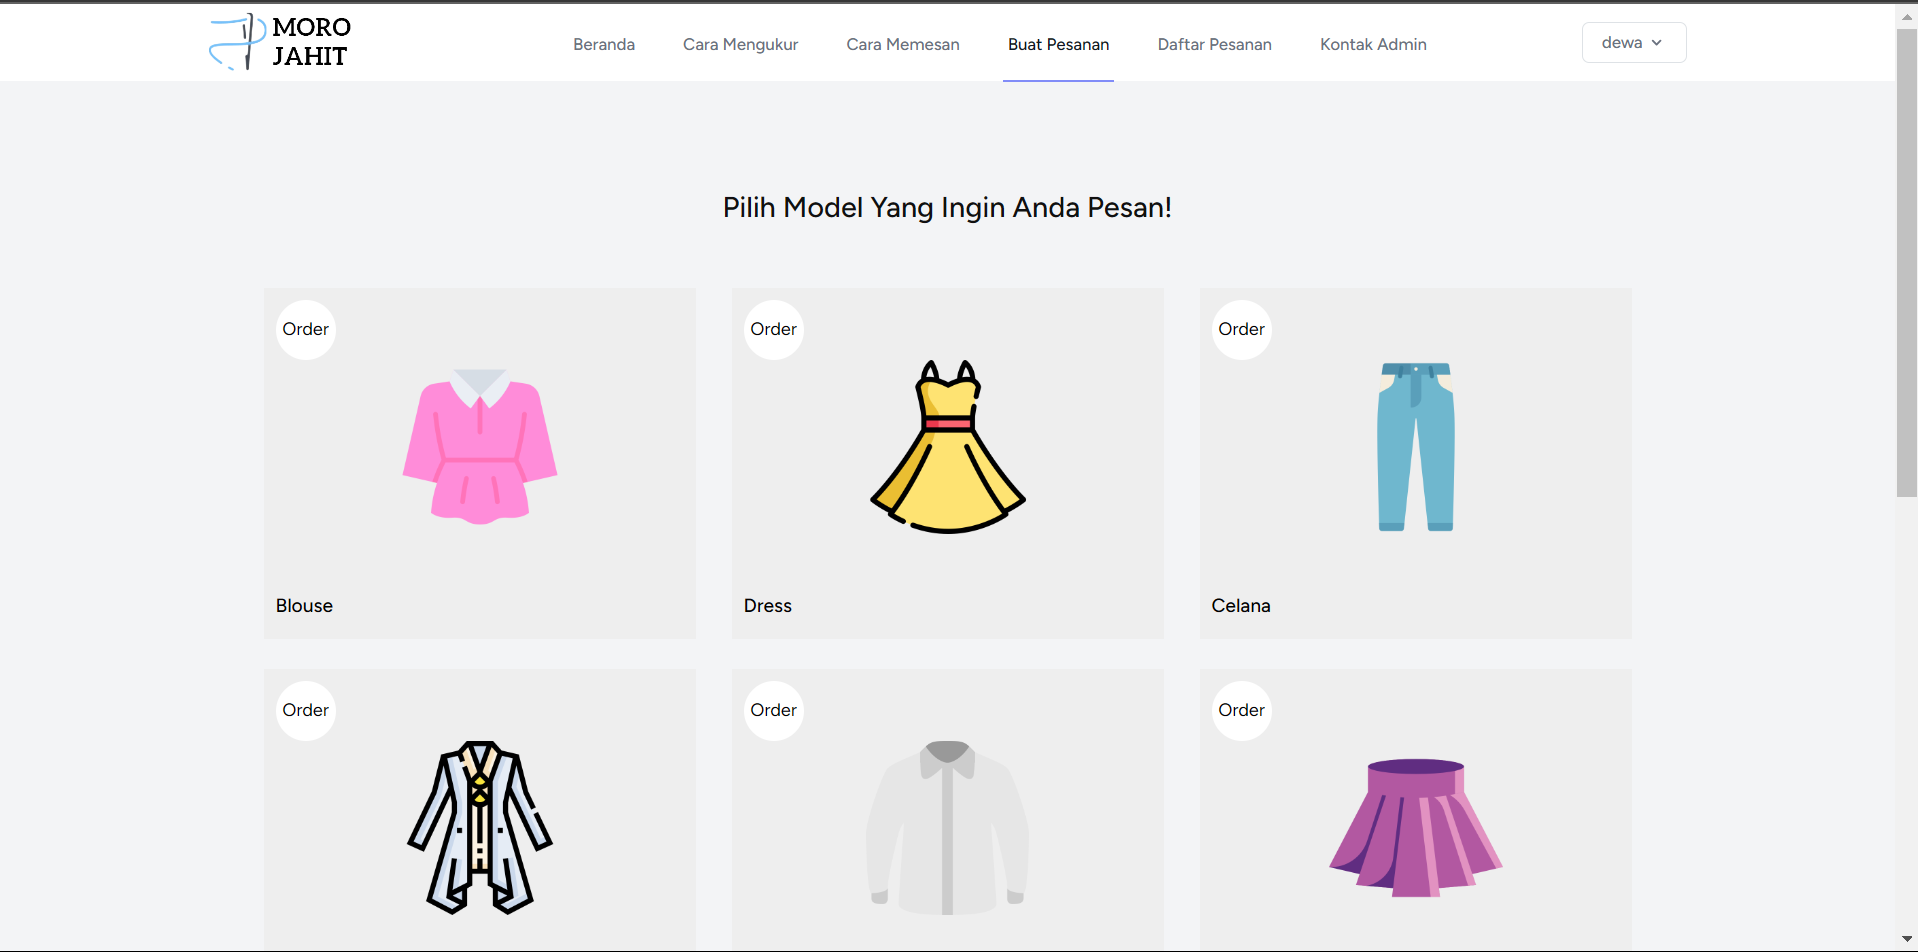 MORO
JAHIT
Beranda
Cara Mengukur
Cara Memesan
Buat Pesanan
Daftar Pesanan
Kontak Admin
dewa
Pilih Model Yang Ingin Anda Pesan!
Order
Blouse
Order
Dress
Order
Celana
Order
Order
Order